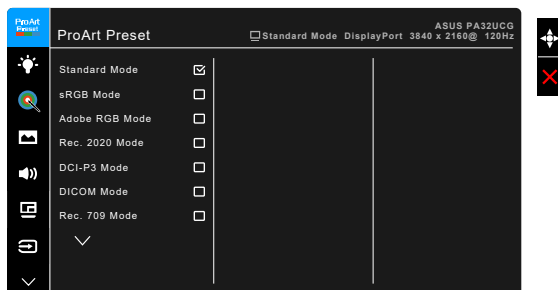 ProArt
Preset
ProArt Preset
ASUS PA32UCG
Standard Mode DisplayPort 3840 x 2160@ 120Hz
Standard Mode
sRGB Mode
Adobe RGB Mode
Rec. 2020 Mode
DCI-P3 Mode
DICOM Mode
Rec. 709 Mode